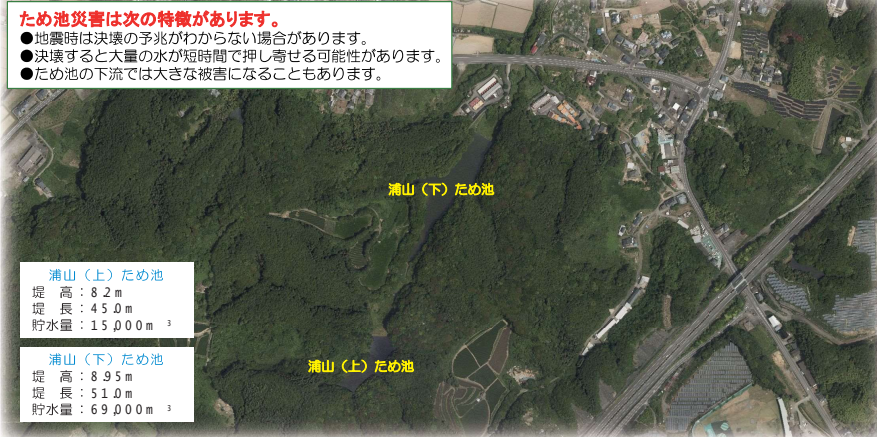 ため池災害は次の特徴があります。
●地震時は決壊の予兆がわからない場合があります。
●決壊すると大量の水が短時間で押し寄せる可能性があります。
●ため池の下流では大きな被害になることもあります。
浦山（下）ため池
浦山（上）ため池
堤　高：8.2m
堤　長：45.0m
貯水量：15,000m³
浦山（下）ため池
堤　高：8.95m
堤　長：51.0m
貯水量：69,000m³
浦山（上）ため池